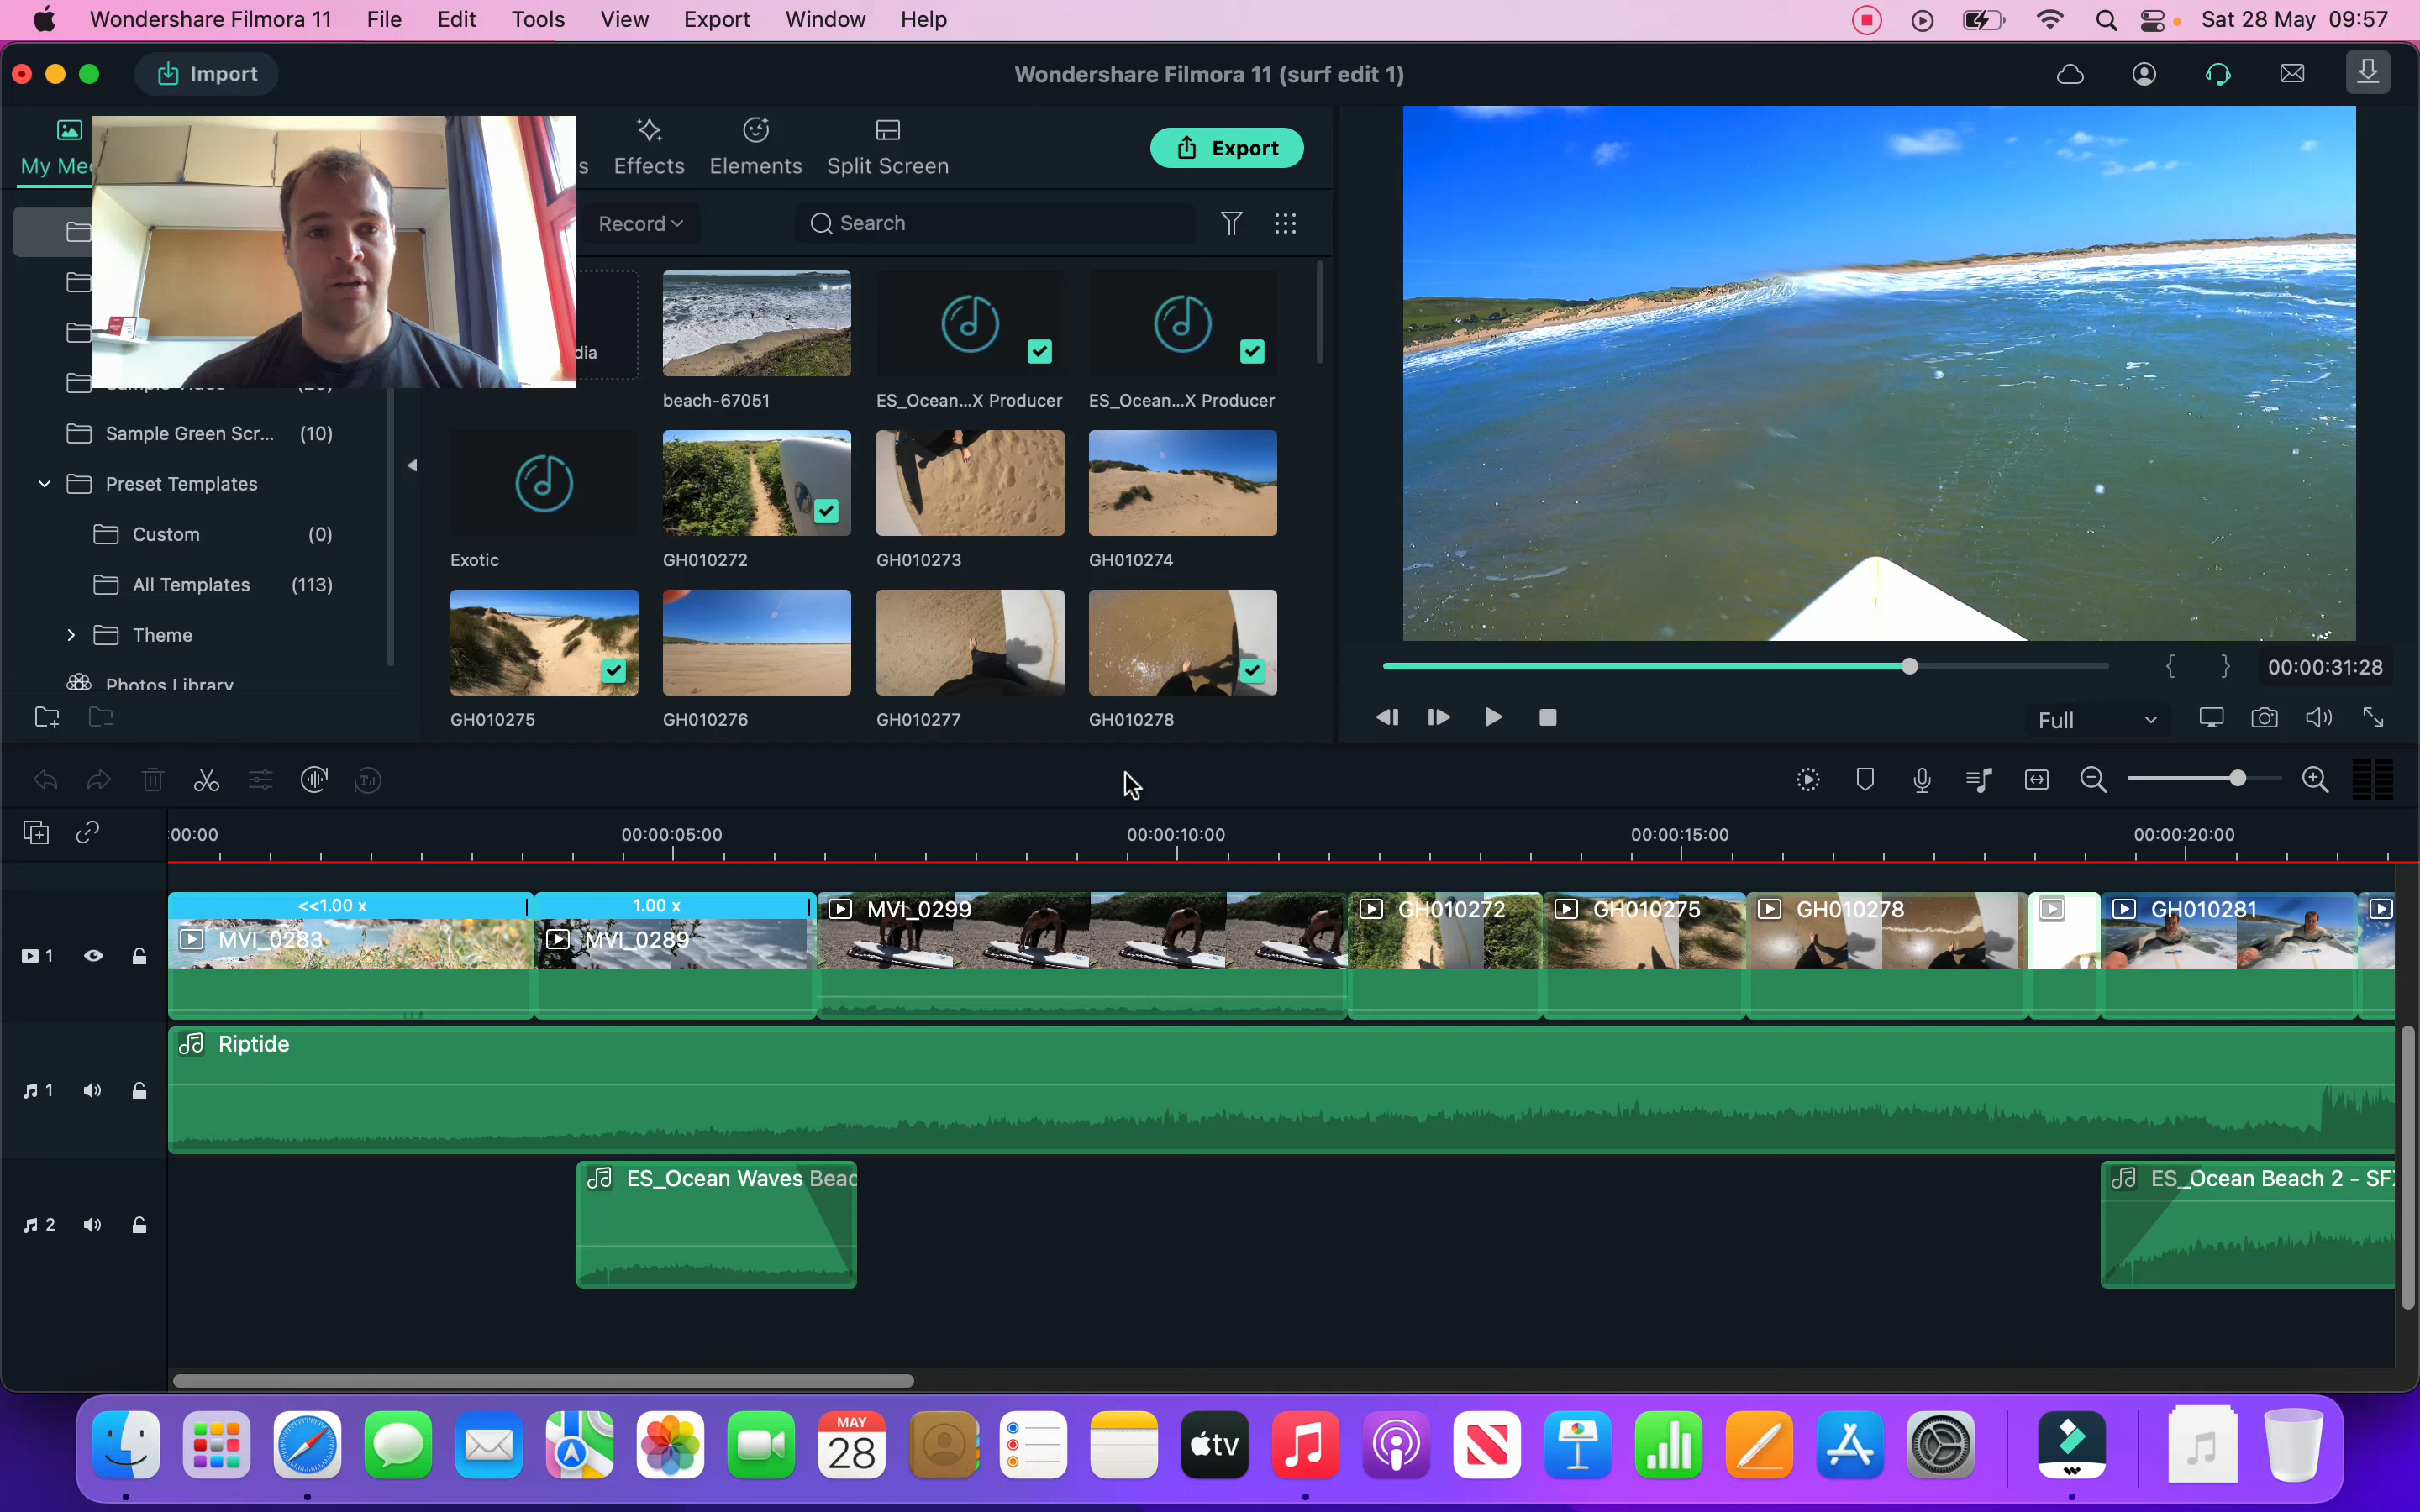 Wondershare Filmora 11 File Edit Tools View Export Window Help Sat 28 May 09:57
Import Wondershare Filmora 11 (surf edit 1)
Effects Elements Split Screen Export
Record Search
beach-67051 ES_Ocean...X Producer ES_Ocean...X Producer
Sample Green Scr... (10)
Preset Templates
Custom (0)
Exotic GH010272 GH010273 GH010274
All Templates (113)
Theme
Photos Library
GH010275 GH010276 GH010277 GH010278
00:00:31:28
Full
:00:00 00:00:05:00 00:00:10:00 00:00:15:00 00:00:20:00
<<1.00 x 1.00 x
MVI_0283 MVI_0289 MVI_0299 GH010272 GH010275 GH010278 GH010281
1
Riptide
1
ES_Ocean Waves Beac ES_Ocean Beach 2 - SF
2
MAY
28
tv